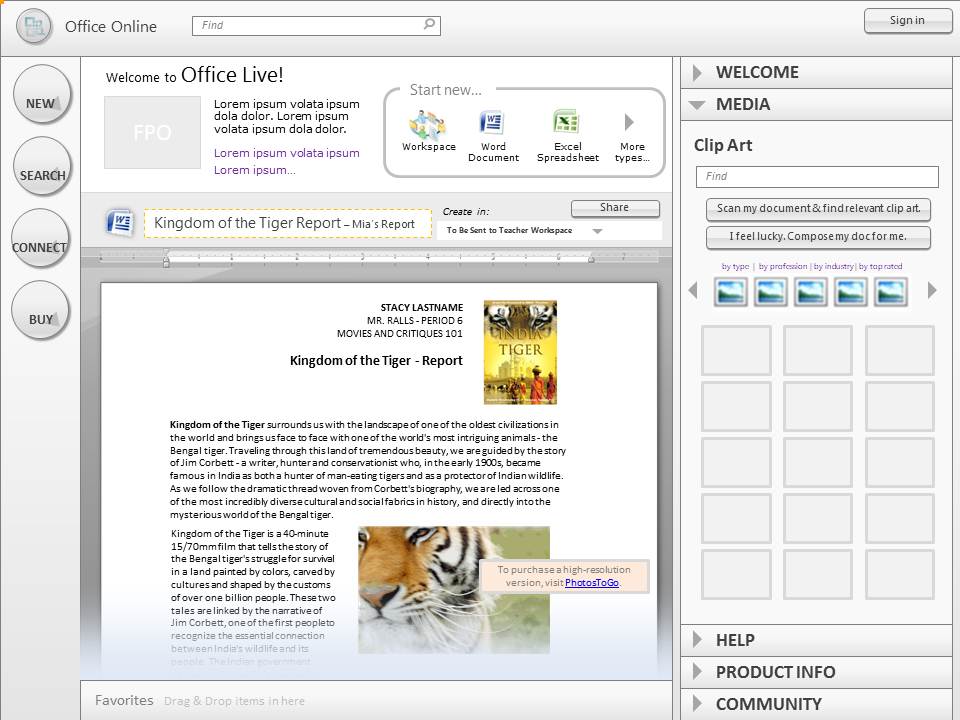 Office Online
Find
Sign in
NEW
SEARCH
CONNECT
BUY
Welcome to Office Live!
FPO
Lorem ipsum volata ipsum
dola dolor. Lorem ipsum
volata ipsum dola dolor.
Lorem ipsum volata ipsum
Lorem ipsum...
Start new...
Workspace
Word
Document
Excel
Spreadsheet
More
types...
Kingdom of the Tiger Report – Mia's Report
Create in:
Share
To Be Sent to Teacher Workspace
STACY LASTNAME
MR. RALLS - PERIOD 6
MOVIES AND CRITIQUES 101
Kingdom of the Tiger - Report
INDIA
TIGER
Kingdom of the Tiger surrounds us with the landscape of one of the oldest civilizations in
the world and brings us face to face with one of the world's most intriguing animals - the
Bengal tiger. Traveling through this land of tremendous beauty, we are guided by the story
of Jim Corbett - a writer, hunter and conservationist who, in the early 1900s, became
famous in India as both a hunter of man-eating tigers and as a protector of Indian wildlife.
As we follow the dramatic thread woven from Corbett's biography, we are led across one
of the most incredibly diverse cultural and social fabrics in history, and directly into the
mysterious world of the Bengal tiger.
Kingdom of the Tiger is a 40-minute
15/70mm film that tells the story of
the Bengal tiger's struggle for survival
in a land painted by colors, carved by
cultures and shaped by the customs
of over one billion people. These two
tales are linked by the narrative of
Jim Corbett, one of the first people to
recognize the essential connection
between India's wildlife and its
people. The Indian government
To purchase a high-resolution
version, visit PhotosToGo.
Favorites Drag & Drop items in here
WELCOME
MEDIA
Clip Art
Find
Scan my document & find relevant clip art.
I feel lucky. Compose my doc for me.
by type | by profession | by industry | by top rated
HELP
PRODUCT INFO
COMMUNITY